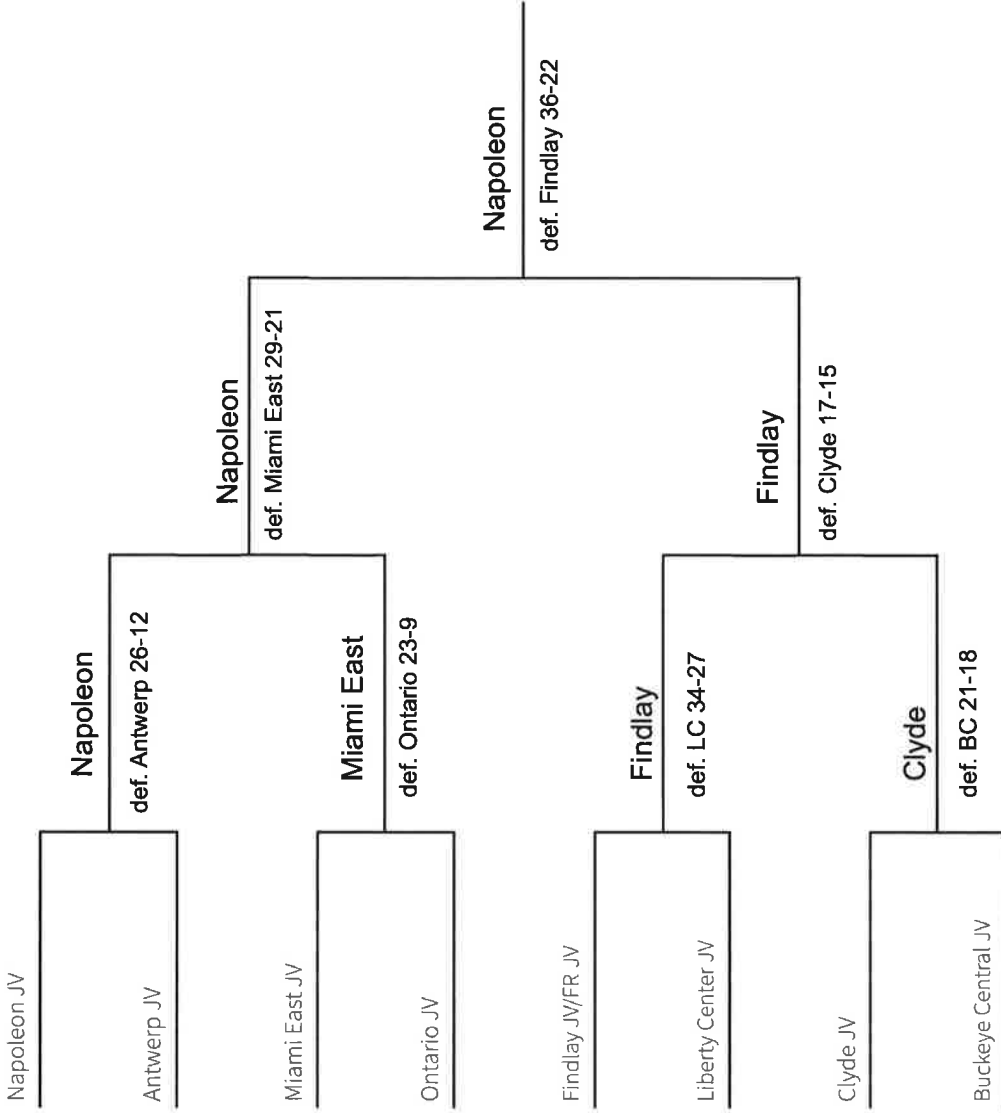 Napoleon JV
Antwerp JV
Miami East JV
Ontario JV
Findlay JV/FR JV
Liberty Center JV
Clyde JV
Buckeye Central JV
Napoleon
def. Antwerp 26-12
Miami East
def. Ontario 23-9
Findlay
def. LC 34-27
Clyde
def. BC 21-18
Napoleon
def. Miami East 29-21
Findlay
def. Clyde 17-15
Napoleon
def. Findlay 36-22